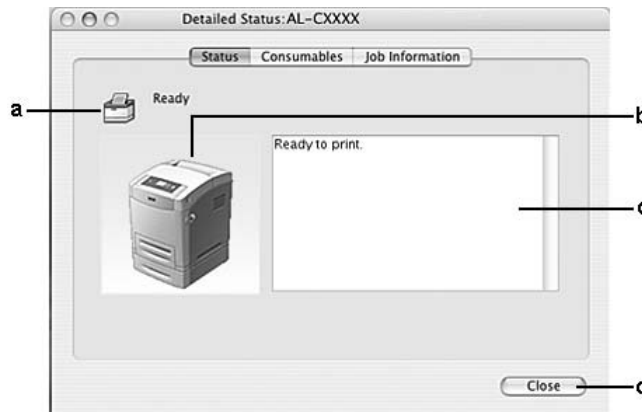 Detailed Status:AL-CXXXX
Status Consumables Job Information
a
Ready
b
Ready to print.
Close